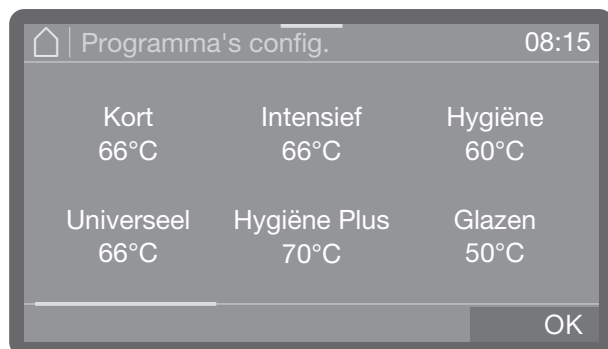 Programma's config. 08:15
Kort Intensief Hygiëne
66°C 66°C 60°C
Universeel Hygiëne Plus Glazen
66°C 70°C 50°C
OK